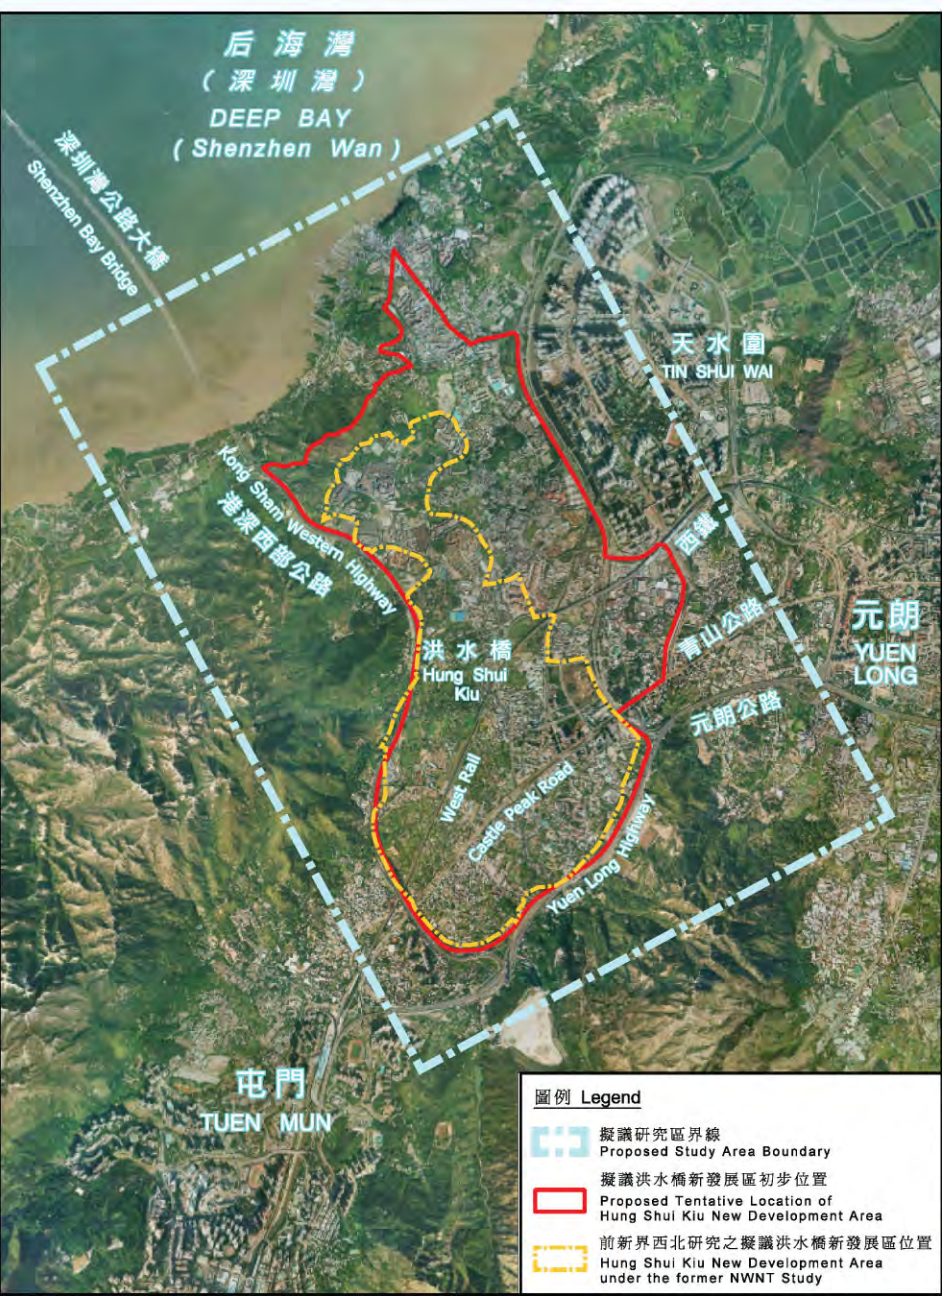 后海灣
(深圳灣)
DEEP BAY
(Shenzhen Wan)
深圳灣公路大橋
Shenzhen Bay Bridge
天水圍
TIN SHUI WAI
Kong Sham Western Highway
港深西部公路
西鐵
青山公路
元朗
YUEN
LONG
洪水橋
Hung Shui
Kiu
元朗公路
West Rail
Castle Peak Road
Yuen Long Highway
屯門
TUEN MUN
圖例 Legend
擬議研究區界線
Proposed Study Area Boundary
擬議洪水橋新發展區初步位置
Proposed Tentative Location of
Hung Shui Kiu New Development Area
前新界西北研究之擬議洪水橋新發展區位置
Hung Shui Kiu New Development Area
under the former NWNT Study